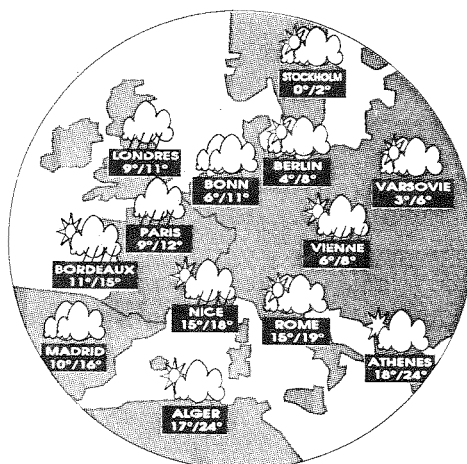 STOCKHOLM
0°/2°
LONDRES
9°/11°
BERLIN
4°/8°
BONN
6°/11°
VARSOVIE
3°/6°
PARIS
9°/12°
VIENNE
6°/8°
BORDEAUX
11°/15°
NICE
15°/18°
ROME
15°/19°
MADRID
10°/16°
ATHENES
18°/24°
ALGER
17°/24°